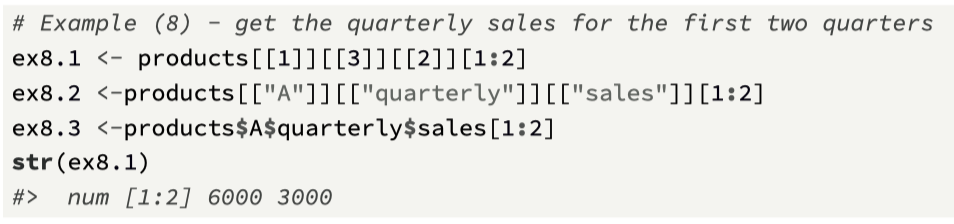 # Example (8) - get the quarterly sales for the first two quarters
ex8.1 <- products[[1]][[3]][[2]][1:2]
ex8.2 <-products[["A"]][["quarterly"]][["sales"]][1:2]
ex8.3 <-products$A$quarterly$sales[1:2]
str(ex8.1)
#>  num [1:2] 6000 3000